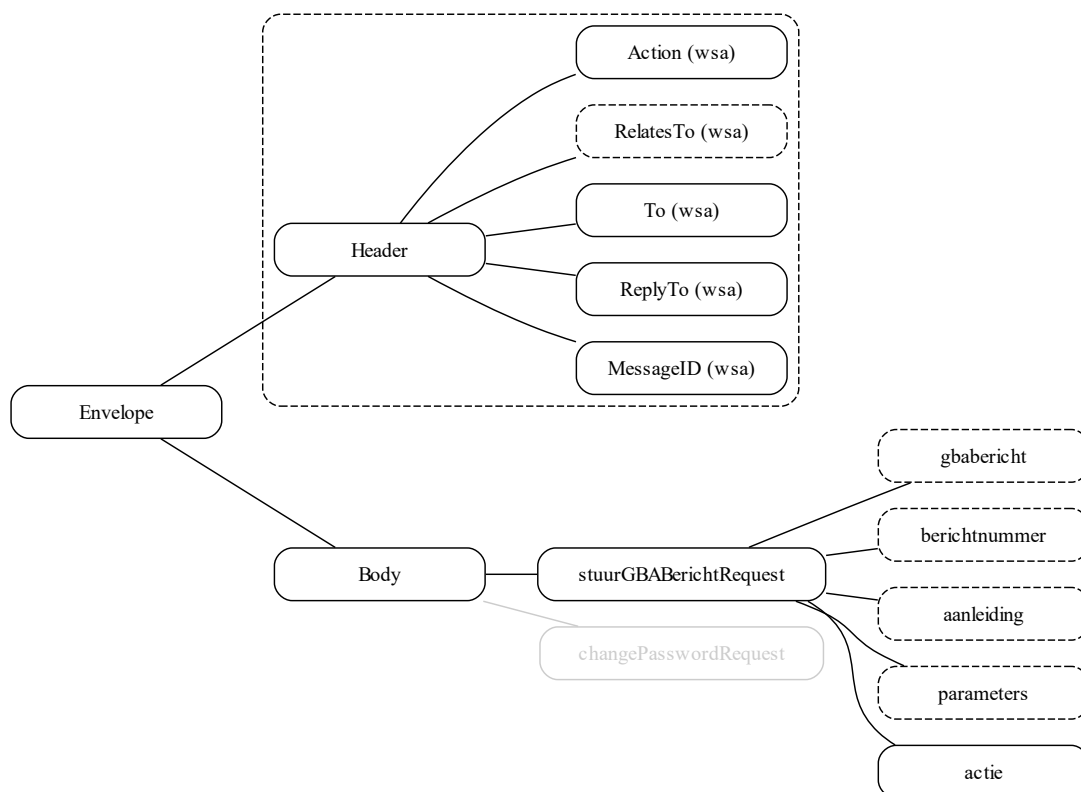 Action (wsa)
RelatesTo (wsa)
To (wsa)
Header
ReplyTo (wsa)
MessageID (wsa)
Envelope
gbabericht
berichtnummer
Body
stuurGBABerichtRequest
aanleiding
changePasswordRequest
parameters
actie